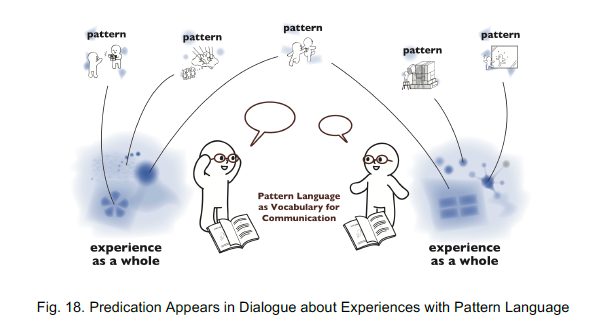 pattern
pattern
pattern
pattern
pattern
Pattern Language
as Vocabulary for
Communication
experience
as a whole
experience
as a whole
Fig. 18. Predication Appears in Dialogue about Experiences with Pattern Language